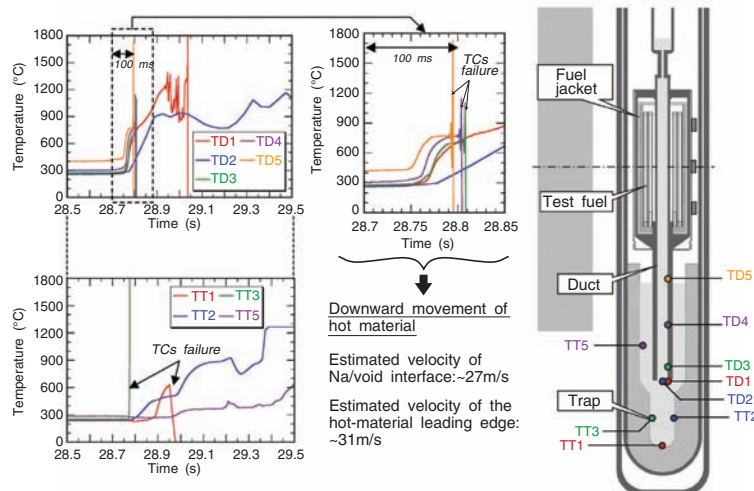 Temperature (°C)
1800
1500
1200
900
600
300
0
100 ms
TD1
TD4
TD2
TD5
TD3
28.5
28.7
28.9
29.1
29.3
29.5
Time (s)
Temperature (°C)
1800
1500
1200
900
600
300
0
100 ms
TCs
failure
28.7
28.75
28.8
28.85
Time (s)
Temperature (°C)
1800
1500
1200
900
600
300
0
TT1
TT3
TT2
TT5
TCs failure
28.5
28.7
28.9
29.1
29.3
29.5
Time (s)
Downward movement of
hot material
Estimated velocity of
Na/void interface:~27m/s
Estimated velocity of the
hot-material leading edge:
~31m/s
Fuel
jacket
Test fuel
Duct
TD5
TD4
TT5
TD3
TD1
TD2
Trap
TT2
TT3
TT1